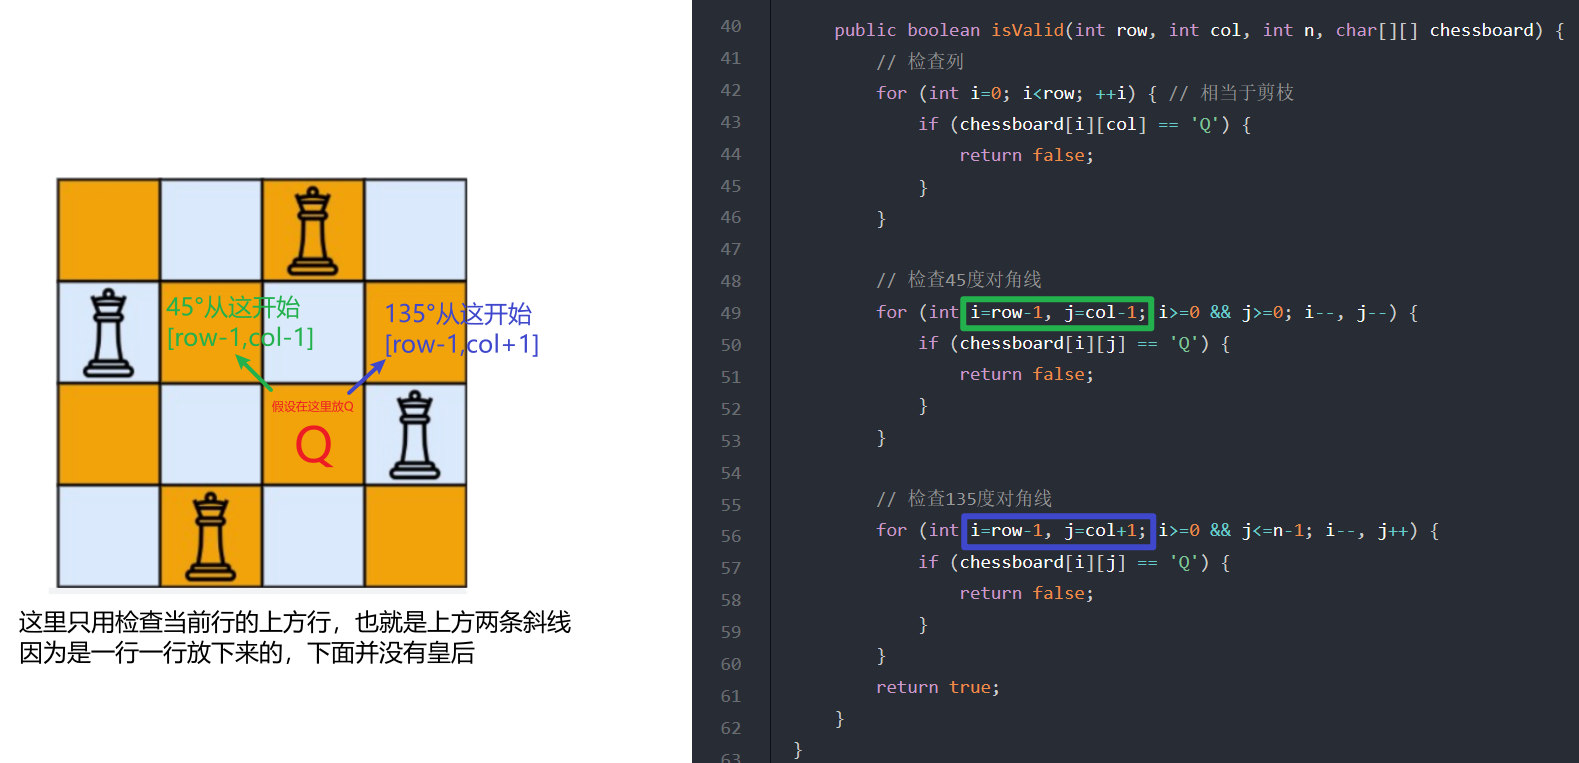 45°从这开始
[row-1,col-1]
135°从这开始
[row-1,col+1]
假设在这里放Q
Q
这里只用检查当前行的上方行，也就是上方两条斜线
因为是一行一行放下来的，下面并没有皇后
40 public boolean isValid(int row, int col, int n, char[][] chessboard) {
41 // 检查列
42 for (int i=0; i<row; ++i) { // 相当于剪枝
43 if (chessboard[i][col] == 'Q') {
44 return false;
45 }
46 }
47
48 // 检查45度对角线
49 for (int i=row-1, j=col-1; i>=0 && j>=0; i--, j--) {
50 if (chessboard[i][j] == 'Q') {
51 return false;
52 }
53 }
54
55 // 检查135度对角线
56 for (int i=row-1, j=col+1; i>=0 && j<=n-1; i--, j++) {
57 if (chessboard[i][j] == 'Q') {
58 return false;
59 }
60 }
61 return true;
62 }
63 }